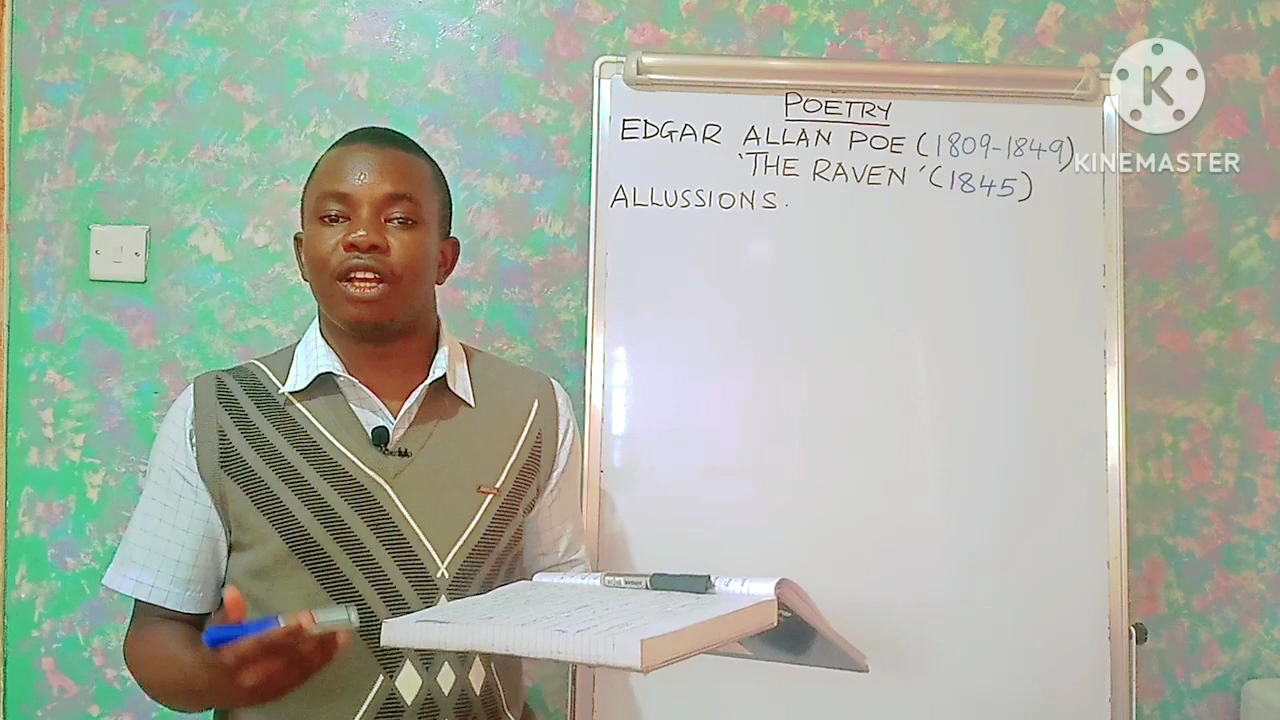 POETRY
EDGAR ALLAN POE (1809-1849)
'THE RAVEN' (1845)
ALLUSSIONS.
K
KINEMASTER